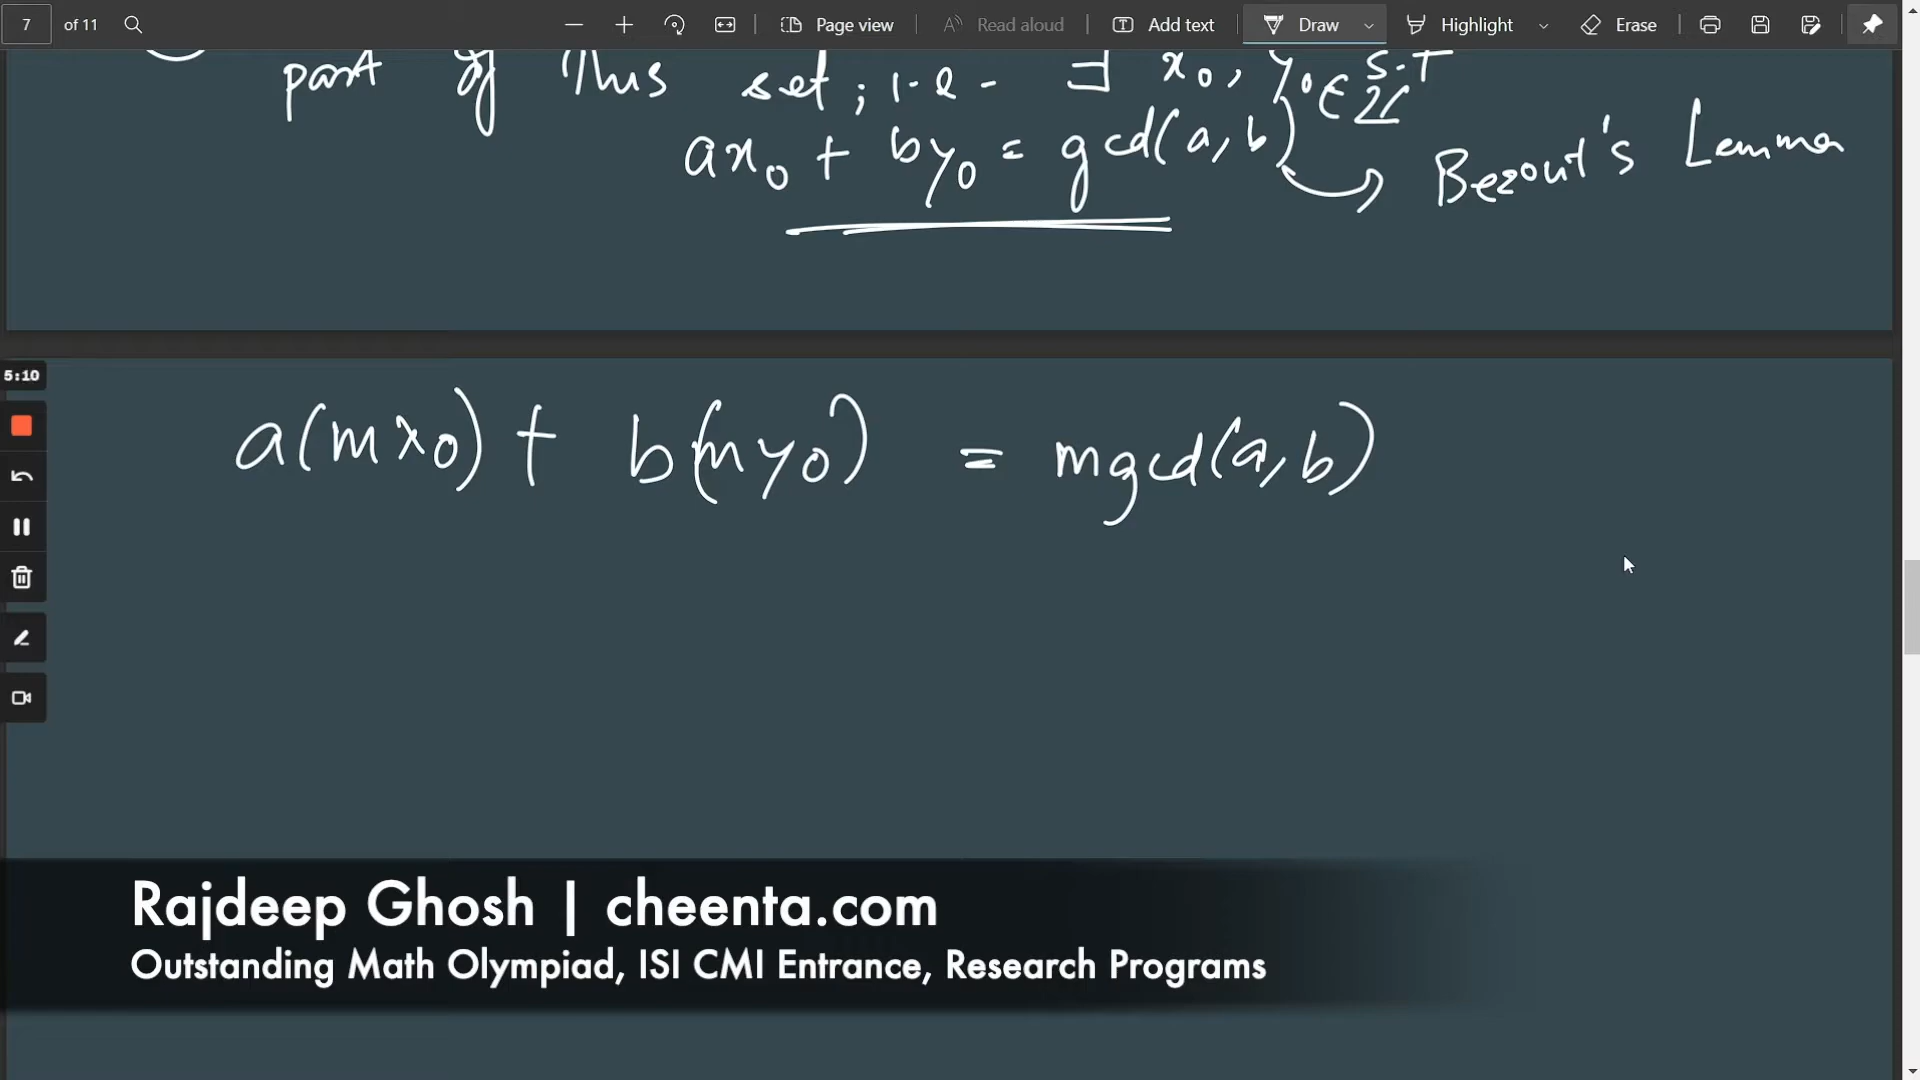 7 of 11 Page view Read aloud Add text Draw Highlight Erase
part of This set; i.e. ∃ x₀, y₀ ∈ ℤ S.T
ax₀ + by₀ = gcd(a, b) → Bezout's Lemma
5:10
a(mx₀) + b(my₀) = mgcd(a, b)
Rajdeep Ghosh | cheenta.com
Outstanding Math Olympiad, ISI CMI Entrance, Research Programs